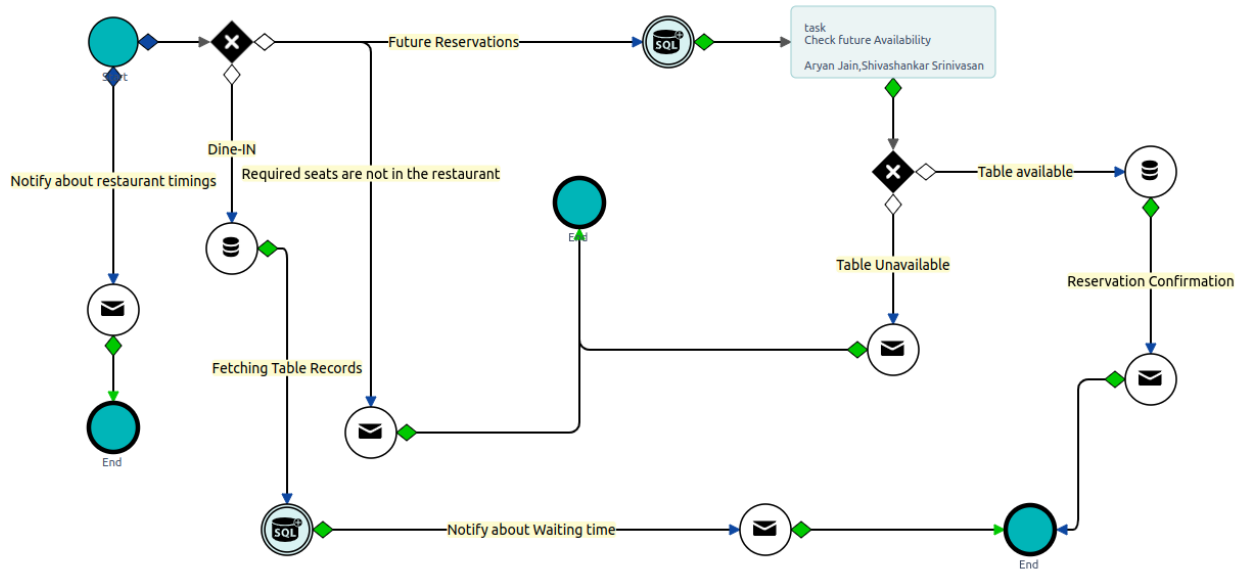 Start
Future Reservations
SQL
task
Check future Availability
Aryan Jain,Shivashankar Srinivasan
Dine-IN
Required seats are not in the restaurant
Notify about restaurant timings
Table available
End
Table Unavailable
Reservation Confirmation
Fetching Table Records
End
SQL
Notify about Waiting time
End